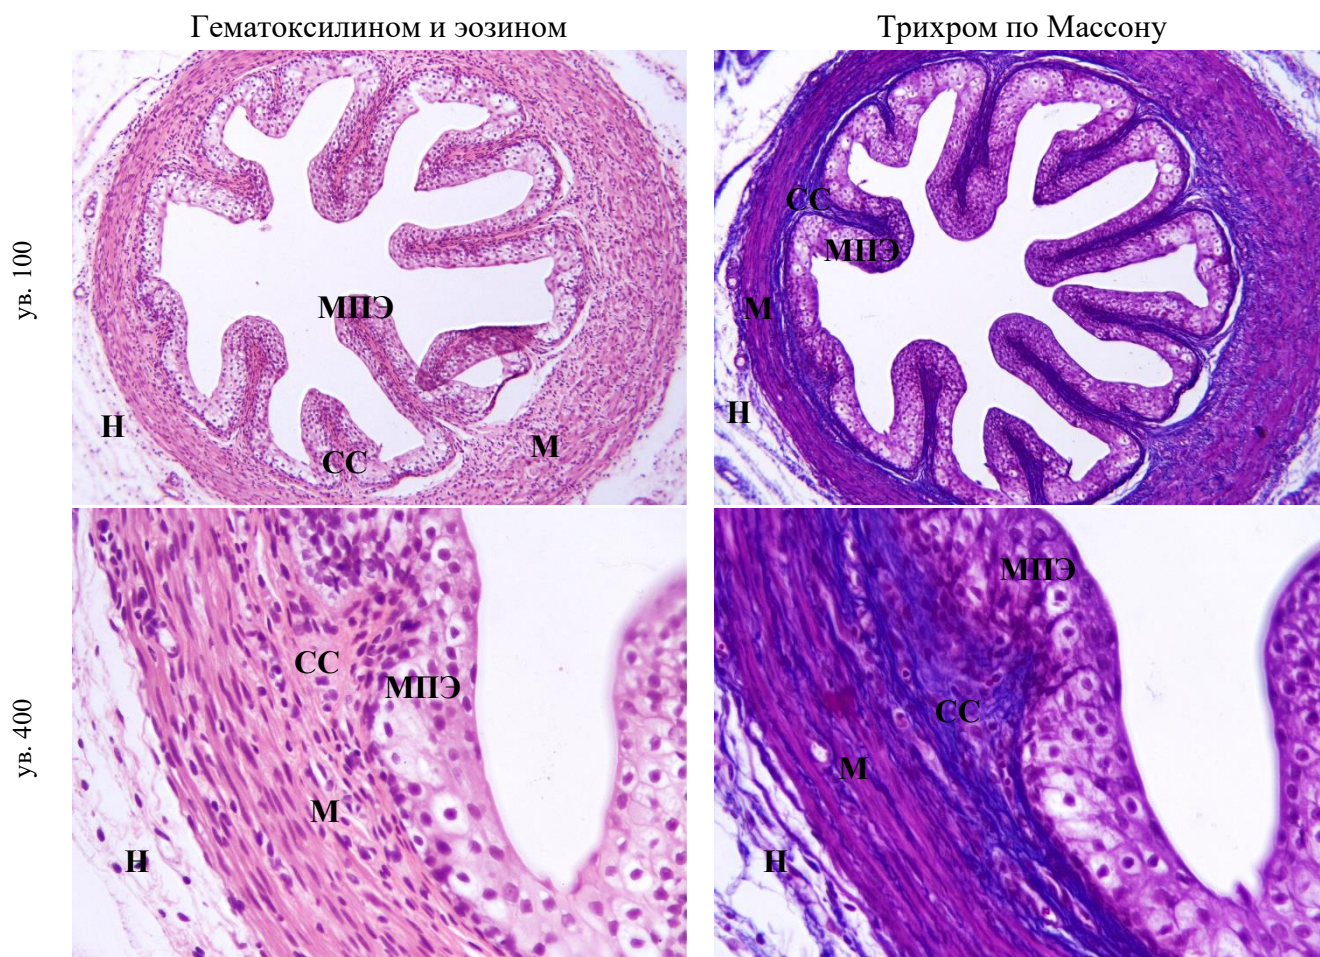 Гематоксилином и эозином
Трихром по Массону
ув. 100
МПЭ
Н
СС
М
СС
МПЭ
М
Н
ув. 400
СС
МПЭ
М
Н
МПЭ
СС
М
Н